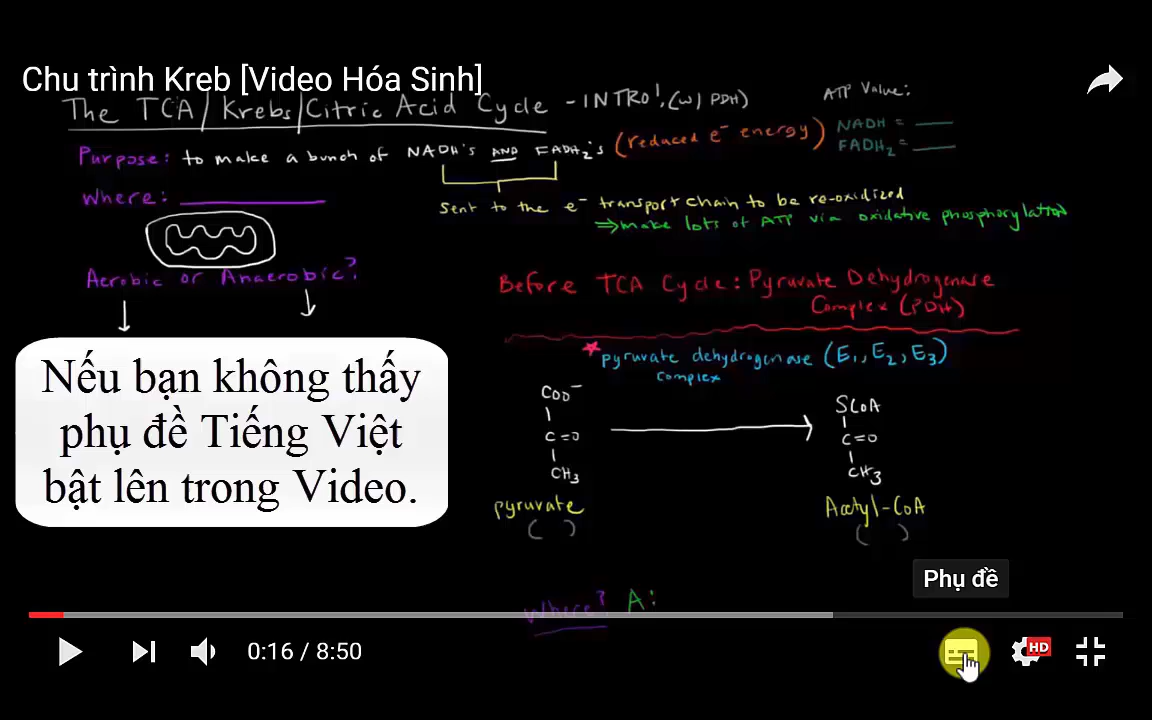 Chu trình Kreb [Video Hóa Sinh]
The TCA/Krebs/Citric Acid Cycle - INTRO! (w/ PDH)
ATP Value:
NADH = ____
FADH₂ = ____
Purpose: to make a bunch of NADH's AND FADH₂'s (reduced e⁻ energy)
Where: ____
Sent to the e⁻ transport chain to be re-oxidized
⇒ make lots of ATP via oxidative phosphorylation
Aerobic or Anaerobic?
Before TCA Cycle: Pyruvate Dehydrogenase
Complex (PDH)
Nếu bạn không thấy
phụ đề Tiếng Việt
bật lên trong Video.
* pyruvate dehydrogenase (E₁, E₂, E₃)
complex
COO⁻
C=O
CH₃
pyruvate
( )
SCoA
C=O
CH₃
Acetyl-CoA
( )
Phụ đề
Where? A:
0:16 / 8:50
HD